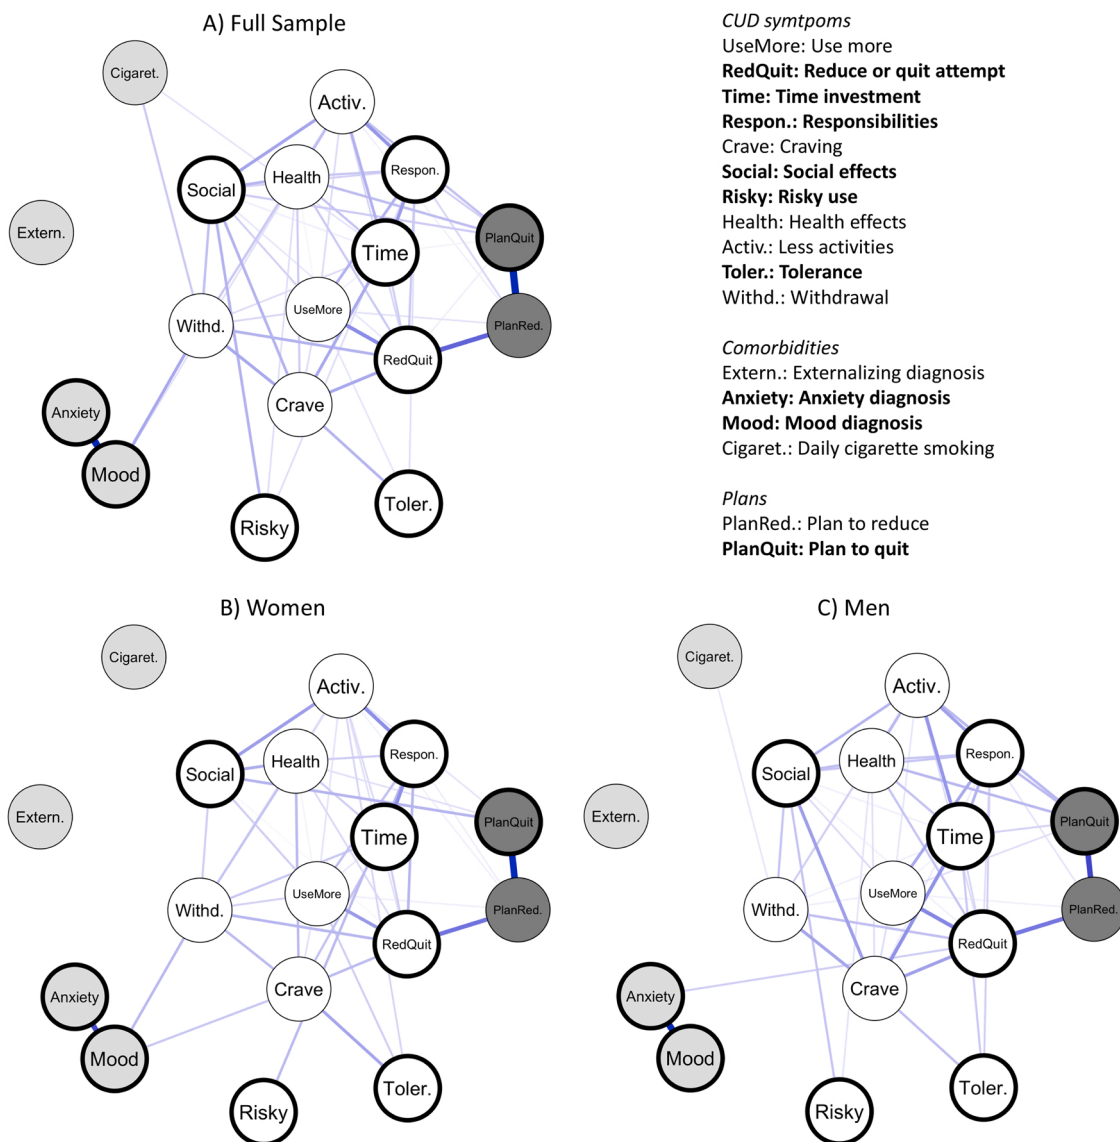 A) Full Sample
Cigaret.
Activ.
Health
Respon.
Social
Extern.
PlanQuit
Time
UseMore
Withd.
PlanRed.
RedQuit
Crave
Anxiety
Mood
Toler.
Risky
CUD symtpoms
UseMore: Use more
RedQuit: Reduce or quit attempt
Time: Time investment
Respon.: Responsibilities
Crave: Craving
Social: Social effects
Risky: Risky use
Health: Health effects
Activ.: Less activities
Toler.: Tolerance
Withd.: Withdrawal
Comorbidities
Extern.: Externalizing diagnosis
Anxiety: Anxiety diagnosis
Mood: Mood diagnosis
Cigaret.: Daily cigarette smoking
Plans
PlanRed.: Plan to reduce
PlanQuit: Plan to quit
B) Women
Cigaret.
Activ.
Respon.
Health
Social
Extern.
PlanQuit
Time
UseMore
Withd.
PlanRed.
RedQuit
Crave
Anxiety
Mood
Toler.
Risky
C) Men
Cigaret.
Activ.
Respon.
Health
Social
Extern.
PlanQuit
Time
UseMore
Withd.
PlanRed.
RedQuit
Crave
Anxiety
Mood
Toler.
Risky